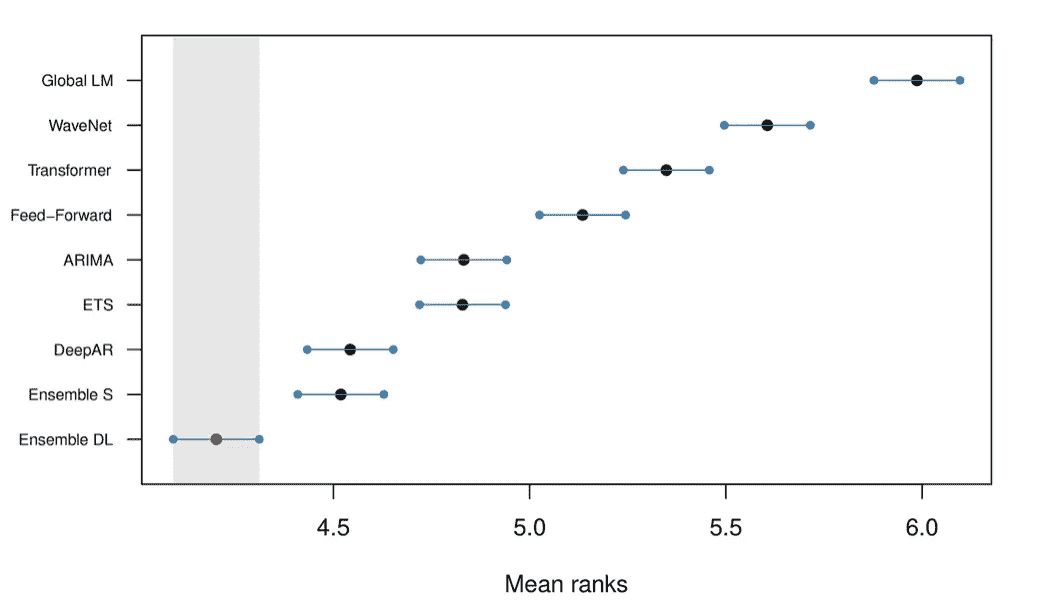 Global LM
WaveNet
Transformer
Feed−Forward
ARIMA
ETS
DeepAR
Ensemble S
Ensemble DL
4.5 5.0 5.5 6.0
Mean ranks